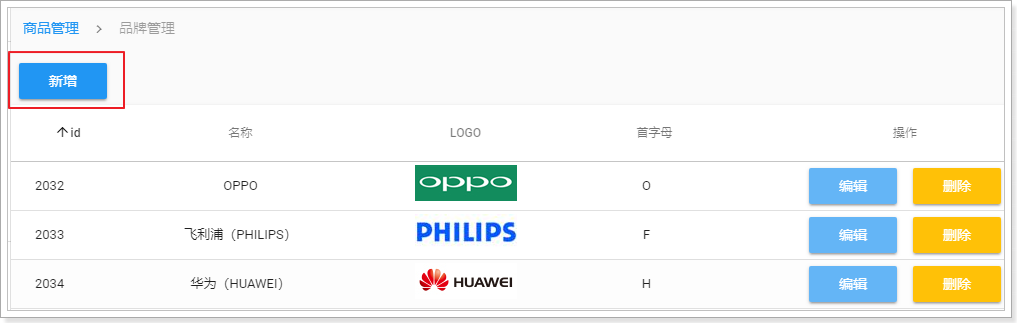 商品管理 > 品牌管理
新增
id 名称 LOGO 首字母 操作
2032 OPPO oppo O 编辑 删除
2033 飞利浦（PHILIPS） PHILIPS F 编辑 删除
2034 华为（HUAWEI） HUAWEI H 编辑 删除